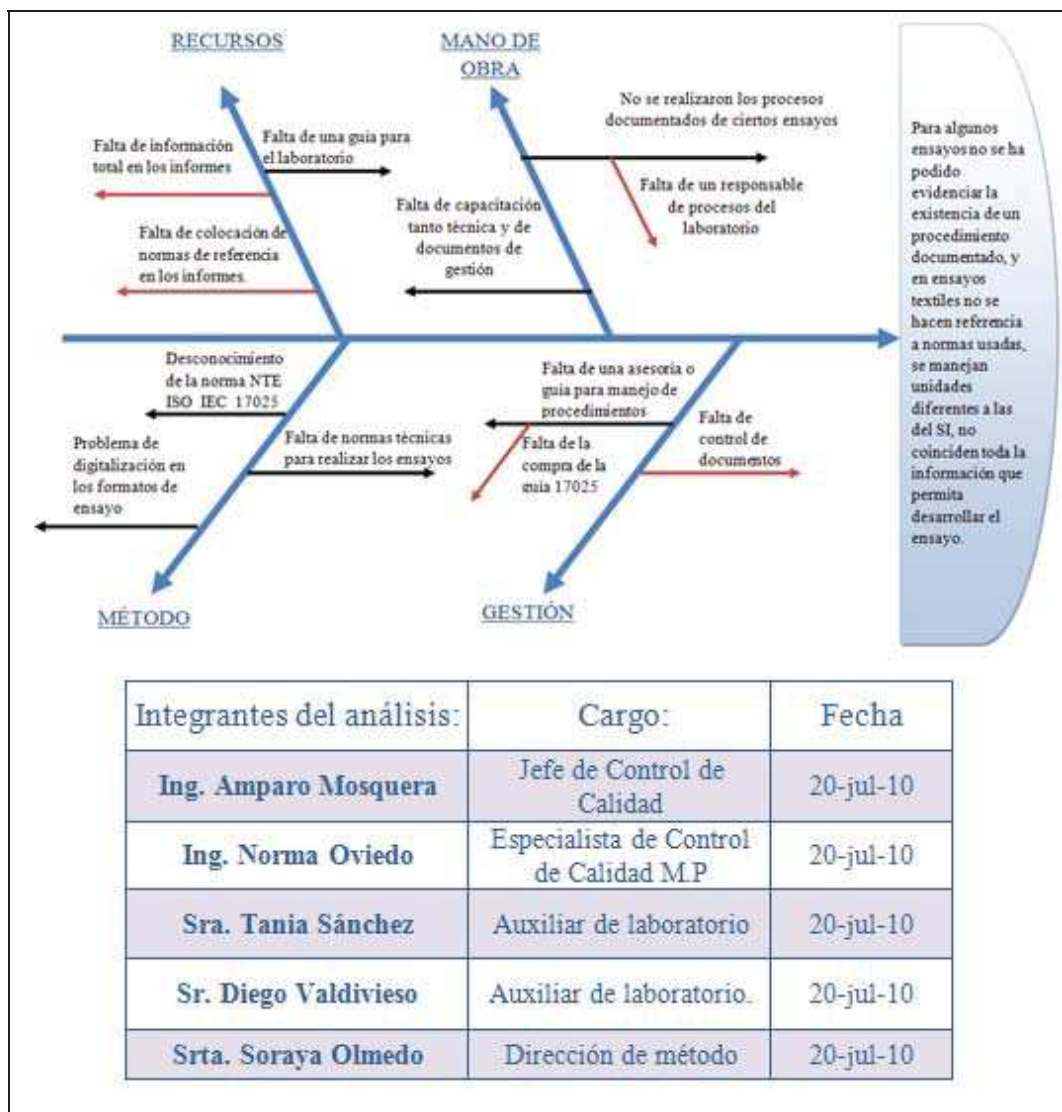 RECURSOS
MANO DE
OBRA
Falta de información
total en los informes
Falta de una guía para
el laboratorio
Falta de colocación de
normas de referencia
en los informes.
No se realizaron los procesos
documentados de ciertos ensayos
Falta de un responsable
de procesos del
laboratorio
Falta de capacitación
tanto técnica y de
documentos de
gestión
Para algunos
ensayos no se ha
podido
evidenciar la
existencia de un
procedimiento
documentado, y
en ensayos
textiles no se
hacen referencia
a normas usadas,
se manejan
unidades
diferentes a las
del SI, no
coinciden toda la
información que
permita
desarrollar el
ensayo.
Desconocimiento
de la norma NTE
ISO IEC 17025
Problema de
digitalización en
los formatos de
ensayo
Falta de normas técnicas
para realizar los ensayos
Falta de una asesoria o
guía para manejo de
procedimientos
Falta de la
compra de la
guia 17025
Falta de
control de
documentos
MÉTODO
GESTIÓN
Integrantes del análisis: Cargo: Fecha
Ing. Amparo Mosquera Jefe de Control de Calidad 20-jul-10
Ing. Norma Oviedo Especialista de Control de Calidad M.P 20-jul-10
Sra. Tania Sánchez Auxiliar de laboratorio 20-jul-10
Sr. Diego Valdivieso Auxiliar de laboratorio. 20-jul-10
Srta. Soraya Olmedo Dirección de método 20-jul-10